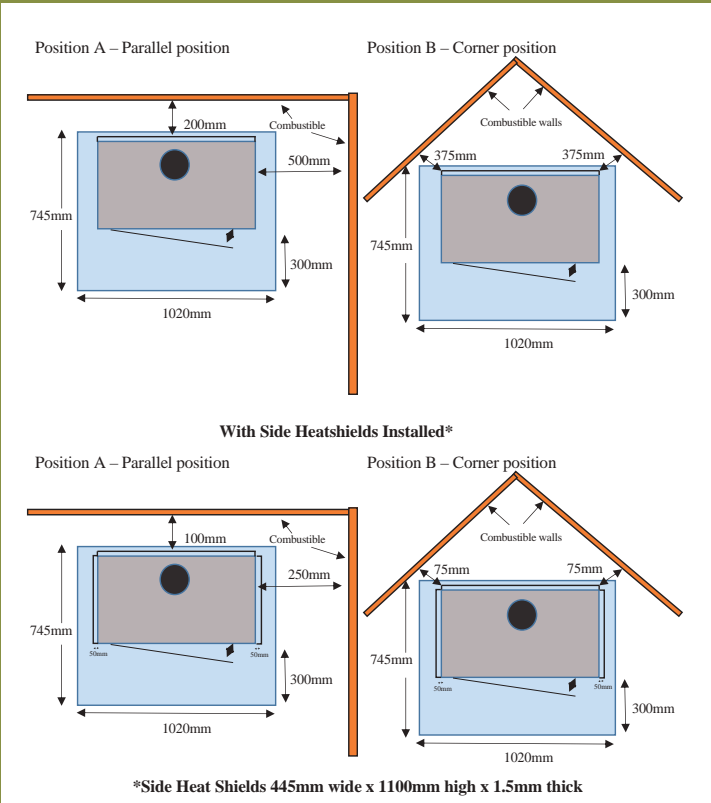 Position A – Parallel position
Position B – Corner position
Combustible
200mm
500mm
745mm
300mm
1020mm
Combustible walls
375mm
375mm
745mm
300mm
1020mm
With Side Heatshields Installed*
Position A – Parallel position
Position B – Corner position
Combustible
100mm
250mm
745mm
50mm
50mm
300mm
1020mm
Combustible walls
75mm
75mm
745mm
50mm
50mm
300mm
1020mm
*Side Heat Shields 445mm wide x 1100mm high x 1.5mm thick